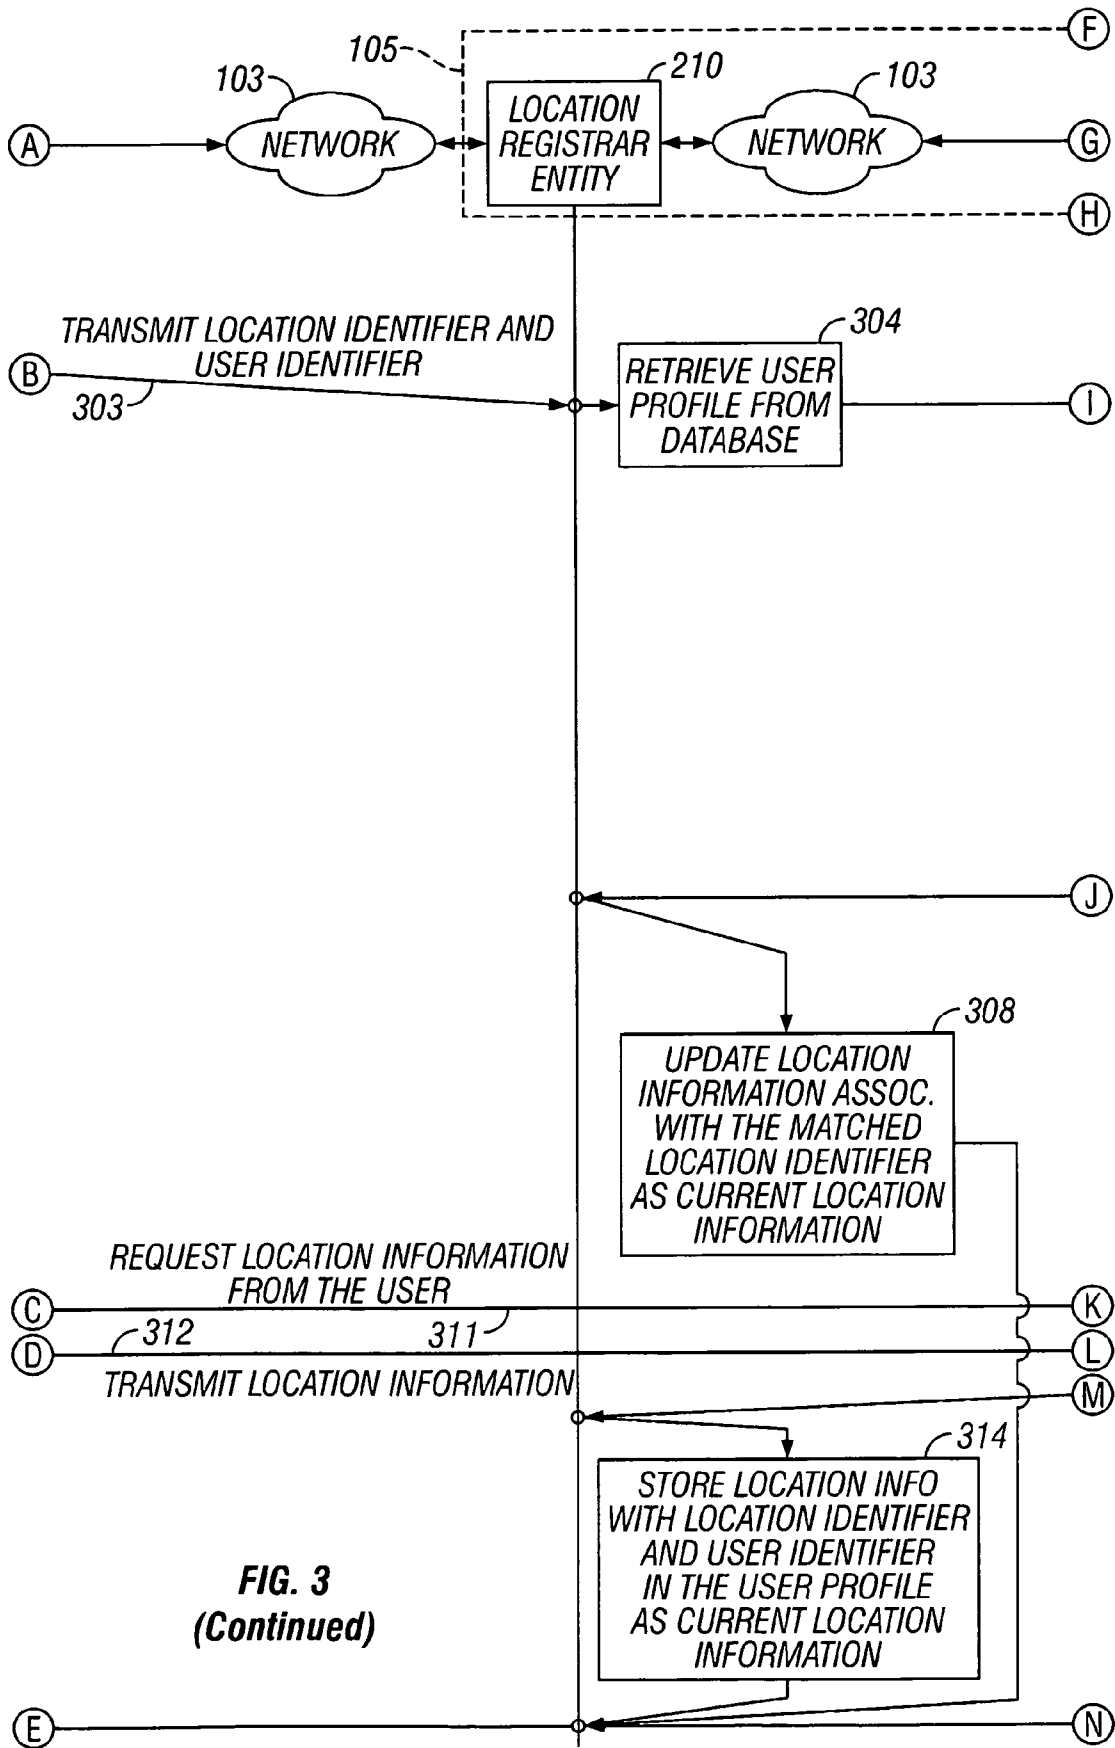 F
105
210
103
103
A
NETWORK
LOCATION
REGISTRAR
ENTITY
NETWORK
G
H
TRANSMIT LOCATION IDENTIFIER AND
USER IDENTIFIER
304
B
303
RETRIEVE USER
PROFILE FROM
DATABASE
I
J
308
UPDATE LOCATION
INFORMATION ASSOC.
WITH THE MATCHED
LOCATION IDENTIFIER
AS CURRENT LOCATION
INFORMATION
REQUEST LOCATION INFORMATION
FROM THE USER
C
311
K
D
312
L
TRANSMIT LOCATION INFORMATION
M
314
STORE LOCATION INFO
WITH LOCATION IDENTIFIER
AND USER IDENTIFIER
IN THE USER PROFILE
AS CURRENT LOCATION
INFORMATION
FIG. 3
(Continued)
E
N